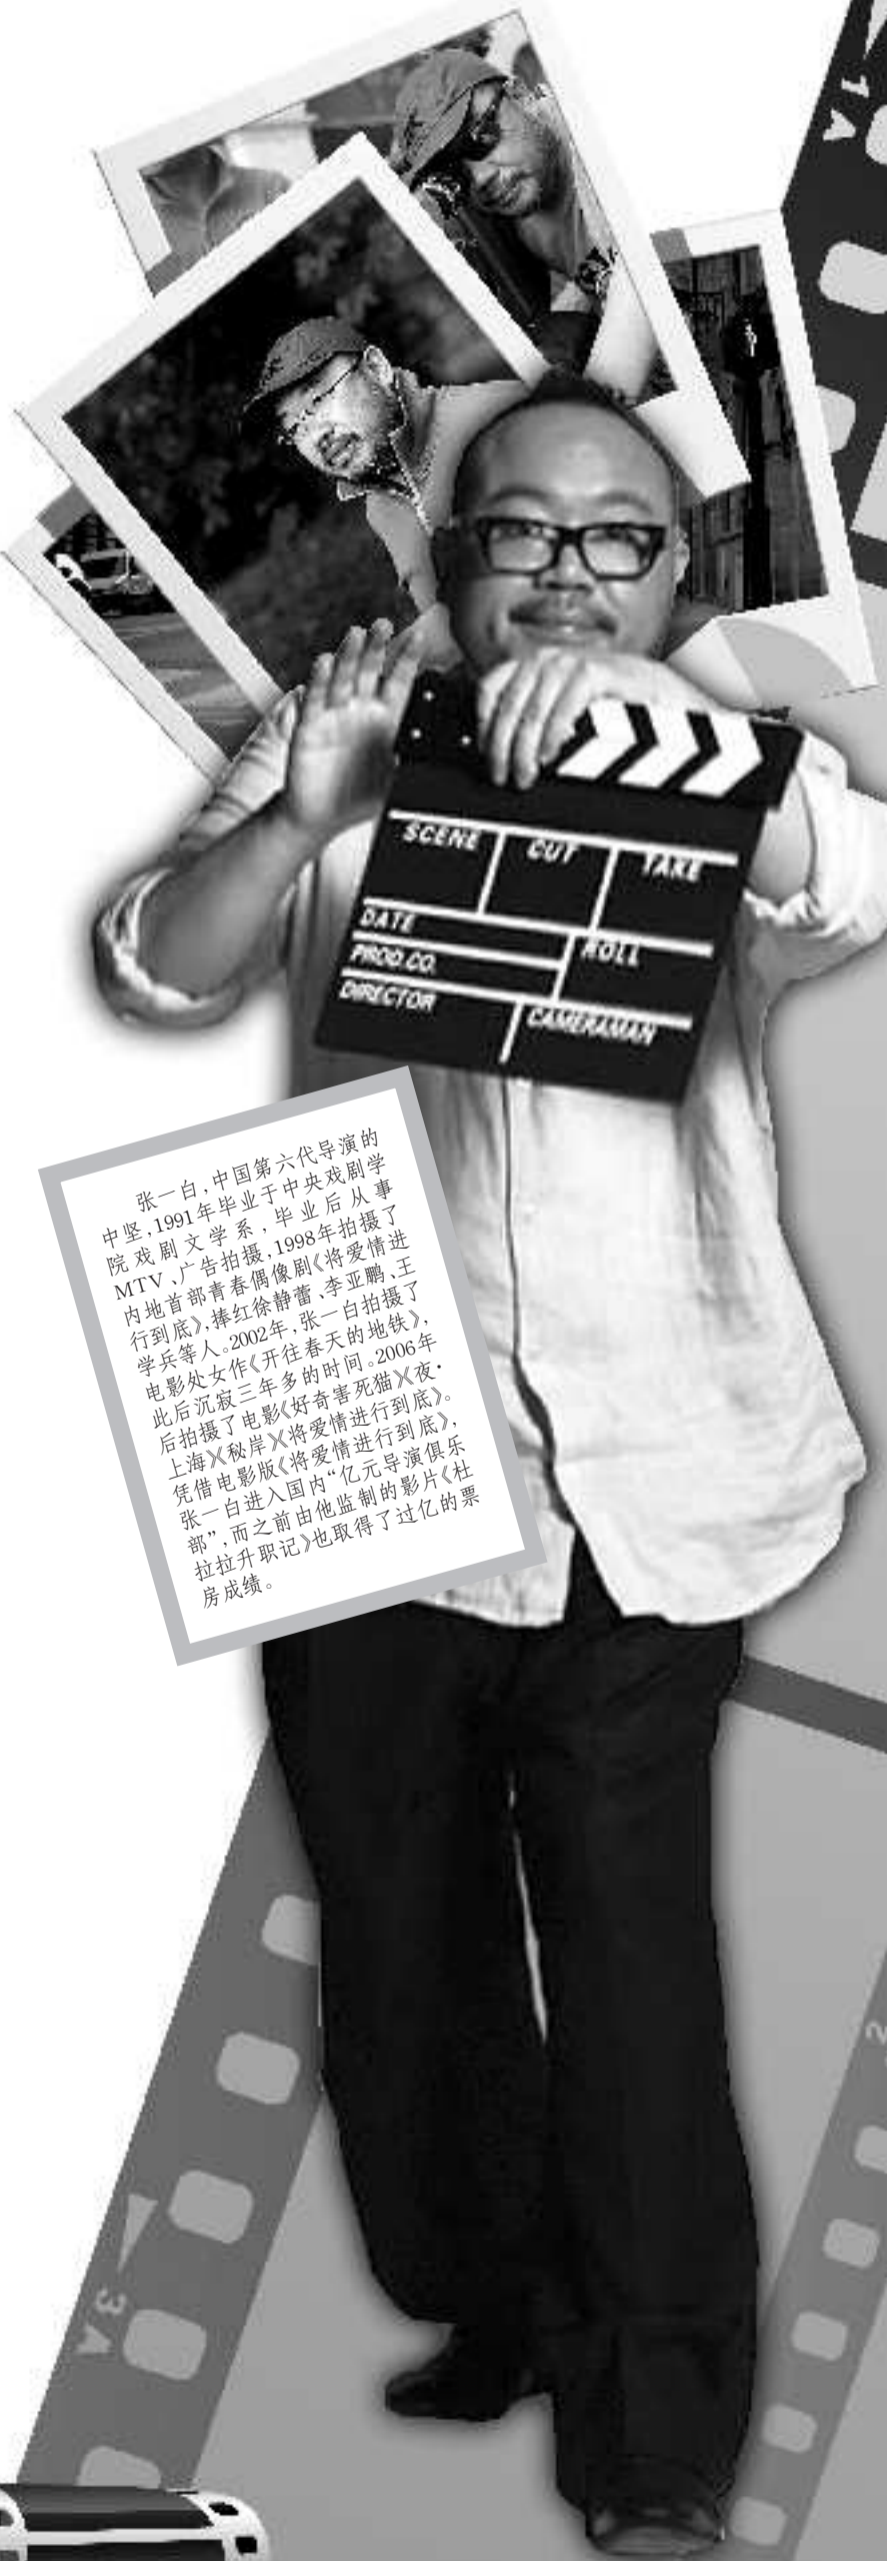 1A
SCENE CUT TAKE
DATE
ROLL
PROD.CO.
DIRECTOR
CAMERAMAN
张一白，中国第六代导演的
中坚，1991年毕业于中央戏剧学
院戏剧文学系，毕业后从事
MTV、广告拍摄，1998年拍摄了
内地首部青春偶像剧《将爱情进
行到底》，捧红徐静蕾、李亚鹏、王
学兵等人。2002年，张一白拍摄了
电影处女作《开往春天的地铁》，
此后沉寂三年多的时间。2006年
后拍摄了电影《好奇害死猫》《夜·
上海》《秘岸》《将爱情进行到底》。
凭借电影版《将爱情进行到底》，
张一白进入国内“亿元导演俱乐
部”，而之前由他监制的影片《杜
拉拉升职记》也取得了过亿的票
房成绩。
3A
2